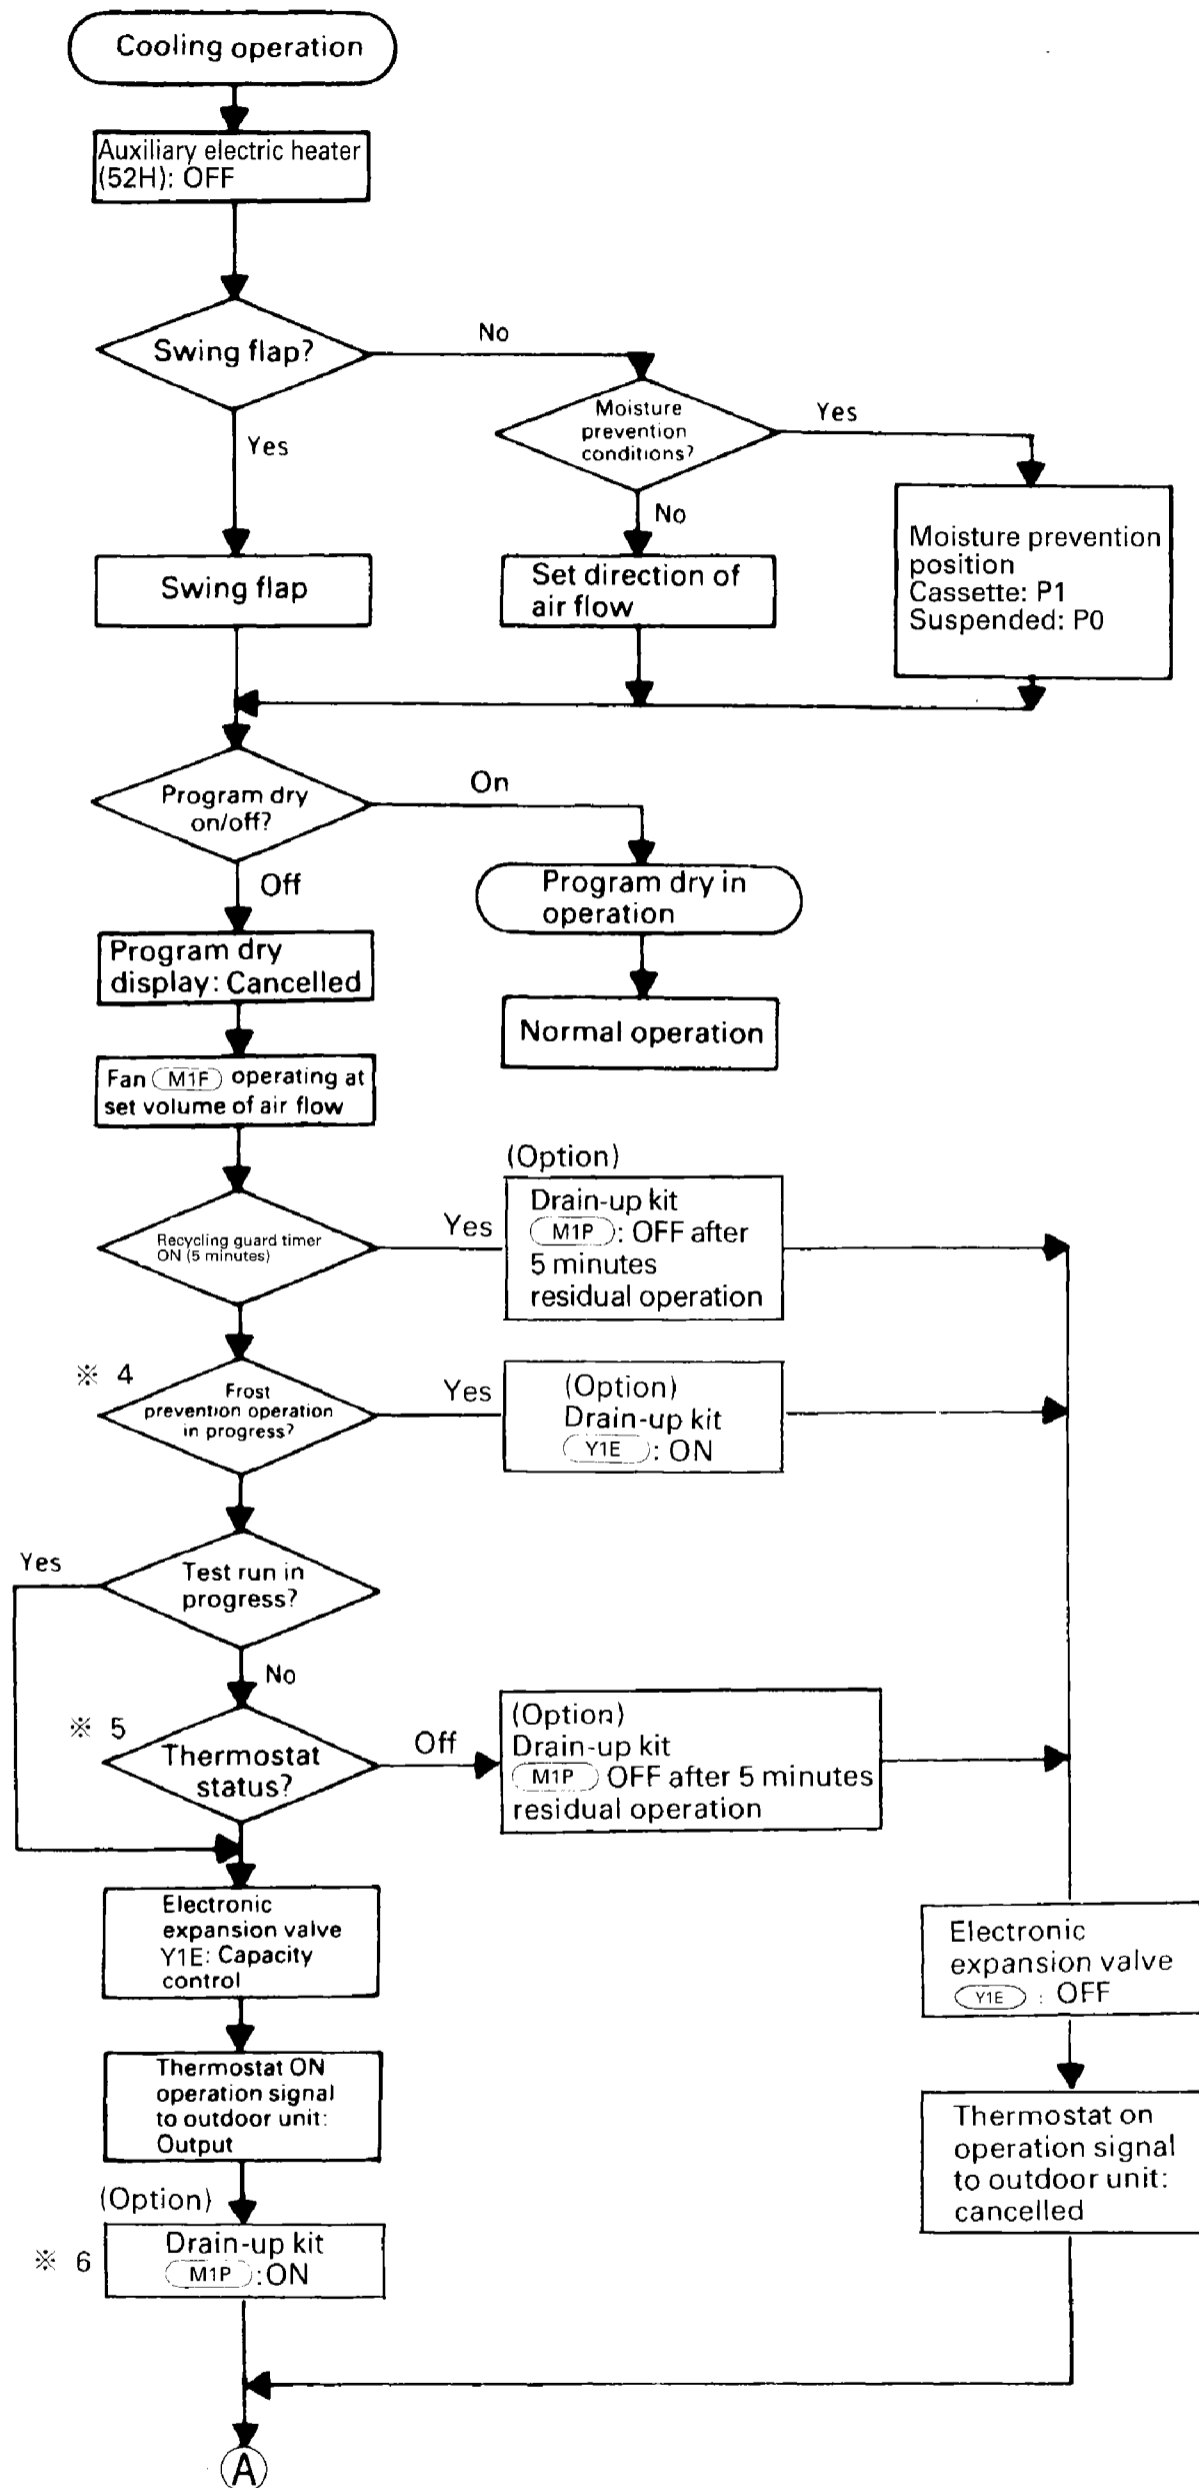 Cooling operation
Auxiliary electric heater
(52H): OFF
Swing flap?
No
Yes
Moisture
prevention
conditions?
Yes
No
Swing flap
Set direction of
air flow
Moisture prevention
position
Cassette: P1
Suspended: P0
Program dry
on/off?
On
Off
Program dry in
operation
Program dry
display: Cancelled
Normal operation
Fan M1F operating at
set volume of air flow
Recycling guard timer
ON (5 minutes)
Yes
(Option)
Drain-up kit
M1P : OFF after
5 minutes
residual operation
※ 4
Frost
prevention operation
in progress?
Yes
(Option)
Drain-up kit
Y1E : ON
Yes
Test run in
progress?
No
※ 5
Thermostat
status?
Off
(Option)
Drain-up kit
M1P OFF after 5 minutes
residual operation
Electronic
expansion valve
Y1E: Capacity
control
Electronic
expansion valve
Y1E : OFF
Thermostat ON
operation signal
to outdoor unit:
Output
Thermostat on
operation signal
to outdoor unit:
cancelled
(Option)
※ 6
Drain-up kit
M1P :ON
A